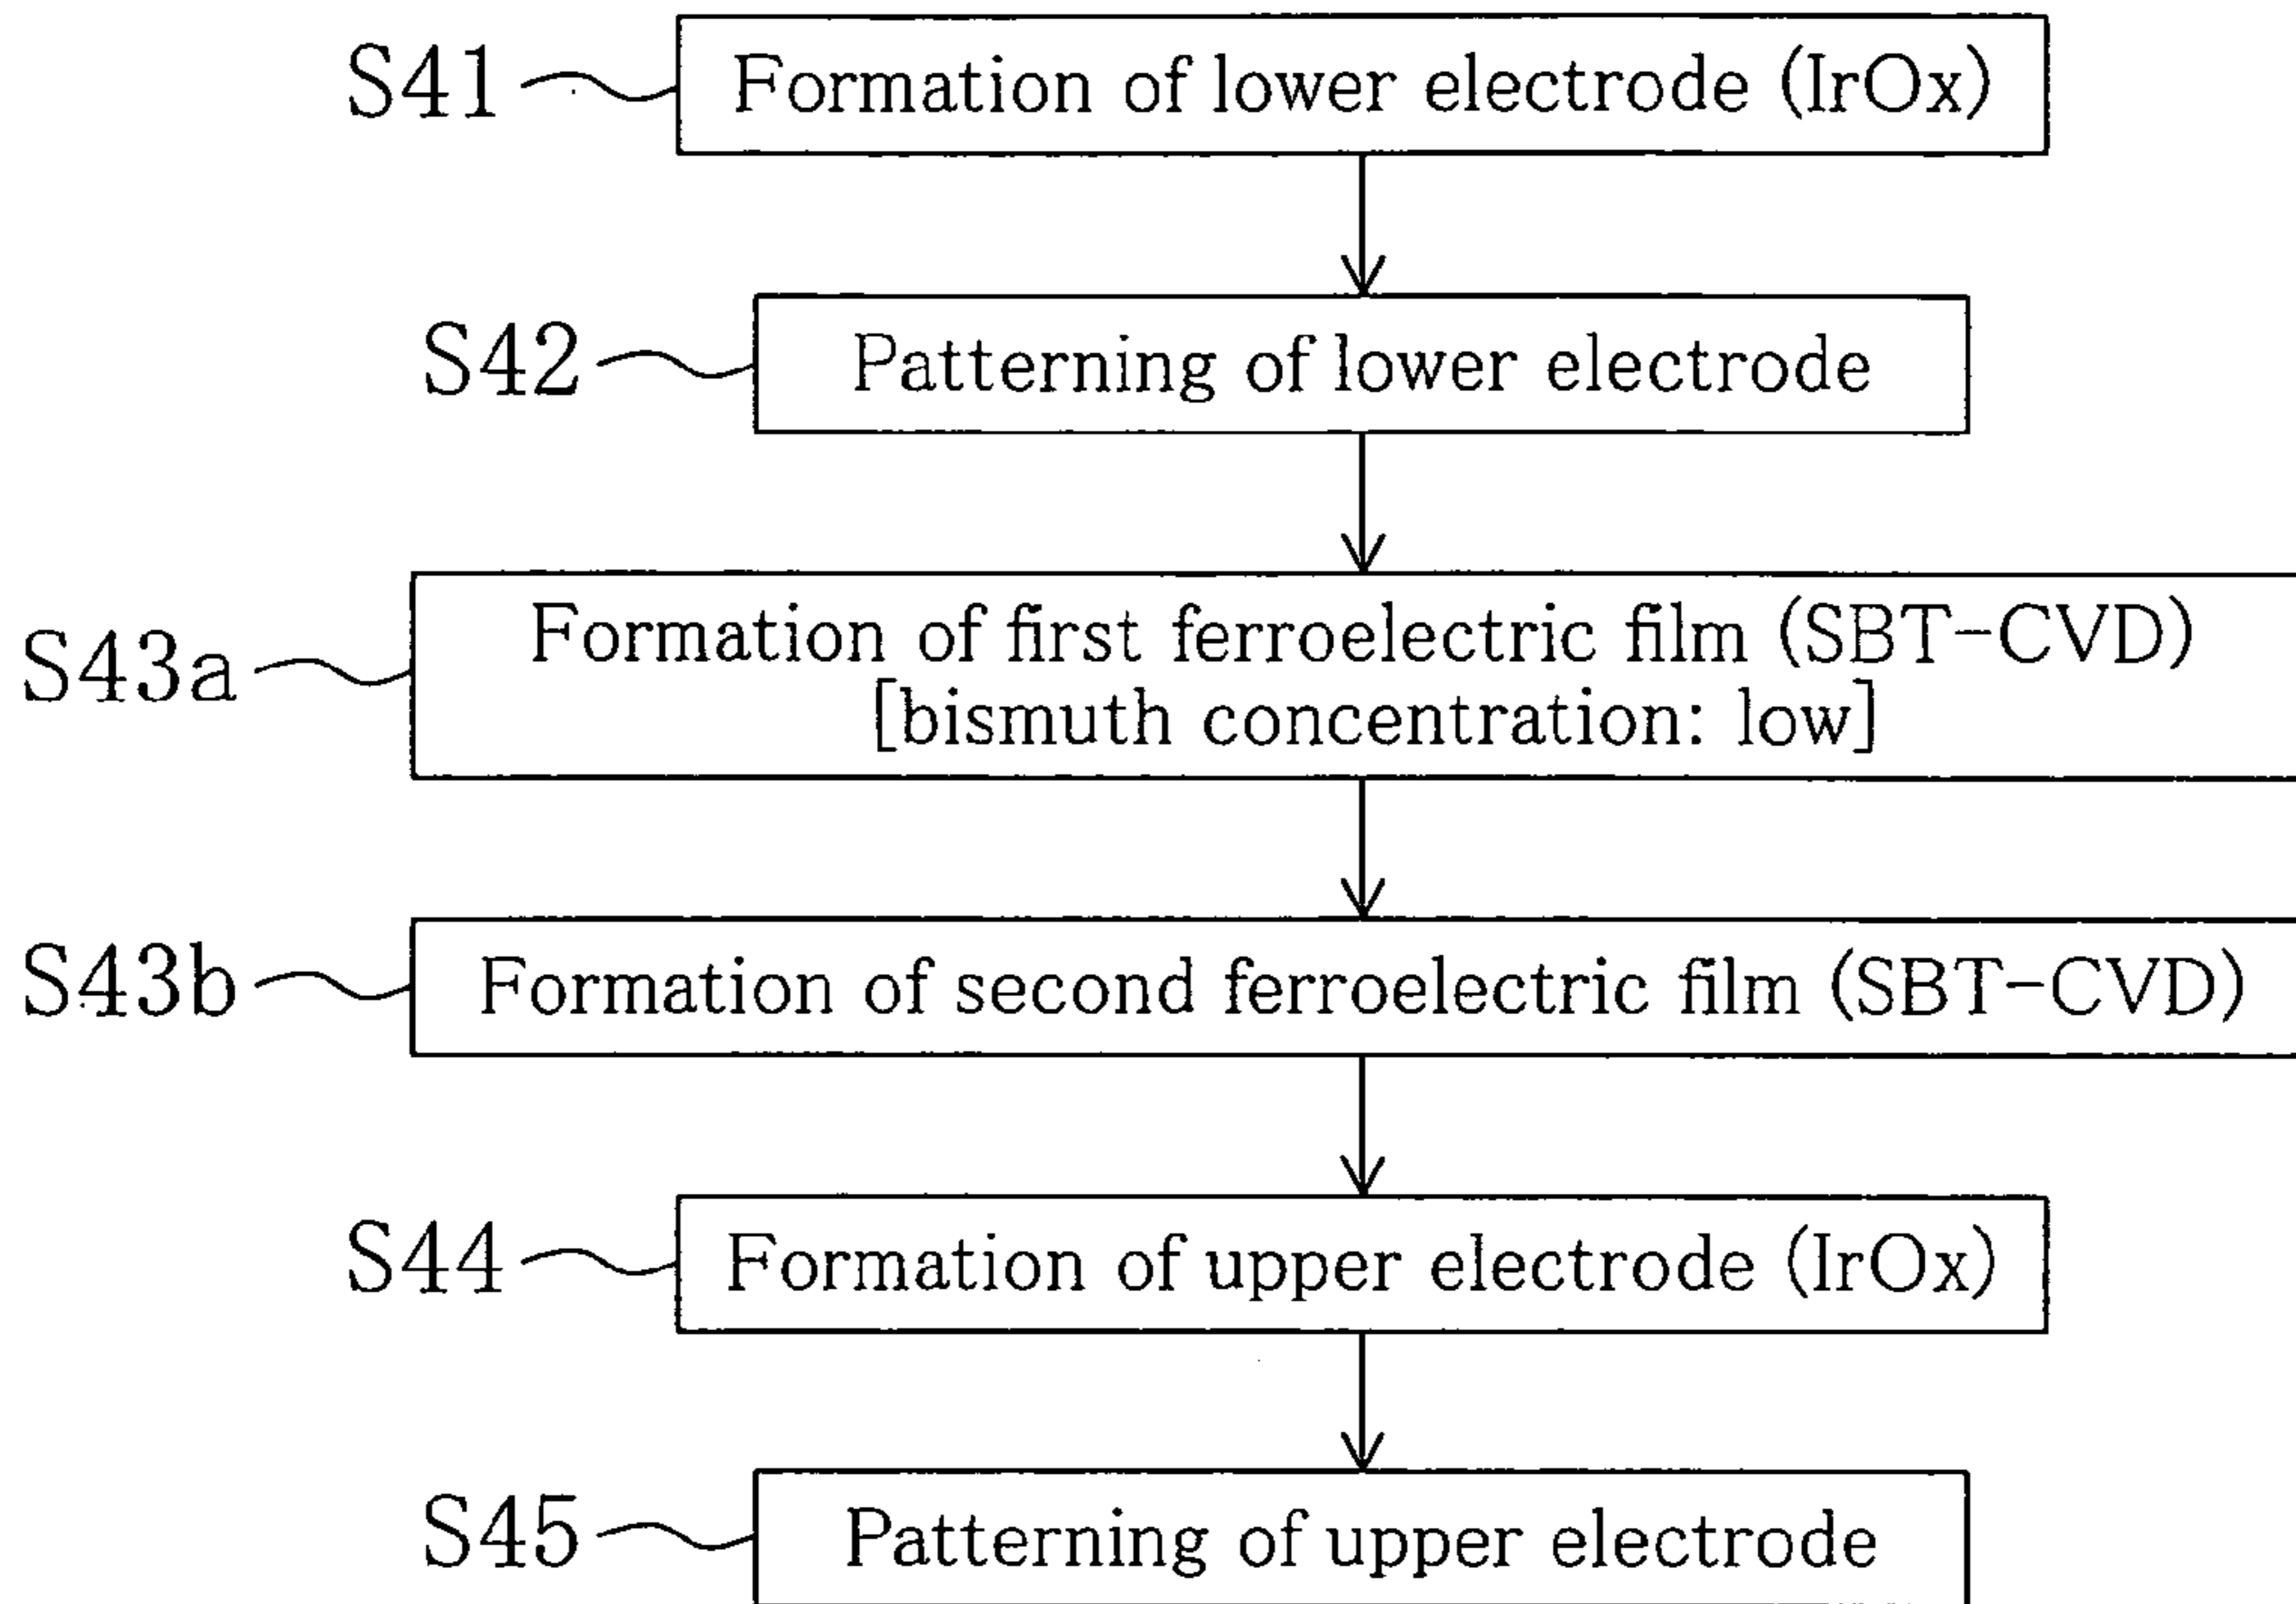 S41 Formation of lower electrode (IrOx)
S42 Patterning of lower electrode
S43a Formation of first ferroelectric film (SBT-CVD)
[bismuth concentration: low]
S43b Formation of second ferroelectric film (SBT-CVD)
S44 Formation of upper electrode (IrOx)
S45 Patterning of upper electrode